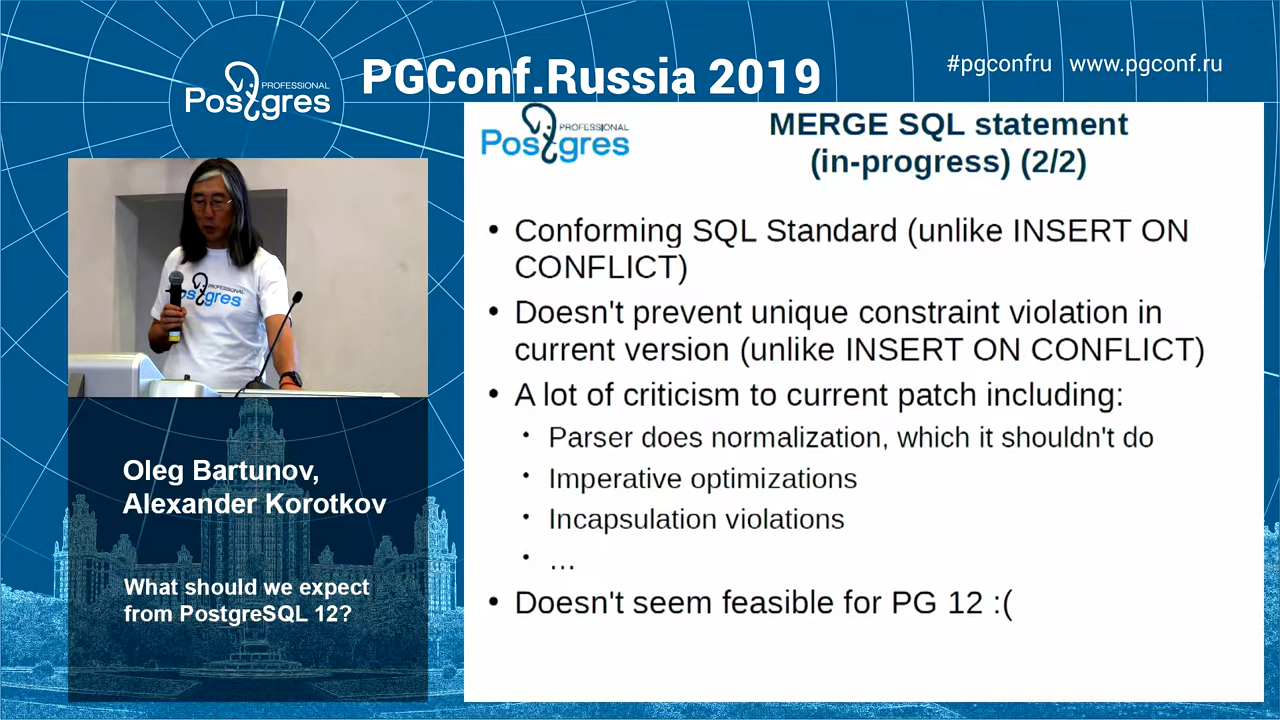 PROFESSIONAL
Postgres
PGConf.Russia 2019
#pgconfru www.pgconf.ru
PROFESSIONAL
Postgres
MERGE SQL statement
(in-progress) (2/2)
• Conforming SQL Standard (unlike INSERT ON
CONFLICT)
• Doesn't prevent unique constraint violation in
current version (unlike INSERT ON CONFLICT)
• A lot of criticism to current patch including:
• Parser does normalization, which it shouldn't do
• Imperative optimizations
• Incapsulation violations
• ...
• Doesn't seem feasible for PG 12 :(
PROFESSIONAL
Postgres
Oleg Bartunov,
Alexander Korotkov
What should we expect
from PostgreSQL 12?